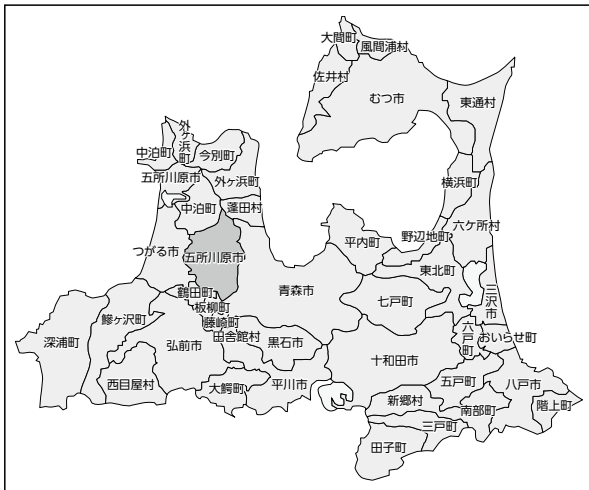 大間町
風間浦村
佐井村
むつ市
東通村
外ヶ浜町
中泊町
今別町
五所川原市
外ヶ浜町
横浜町
中泊町
蓬田村
六ケ所村
つがる市
五所川原市
平内町
野辺地町
東北町
青森市
鶴田町
板柳町
七戸町
三沢市
鰺ヶ沢町
藤崎町
田舎館村
六戸町
おいらせ町
深浦町
弘前市
黒石市
十和田市
西目屋村
大鰐町
平川市
五戸町
八戸市
新郷村
南部町
階上町
三戸町
田子町